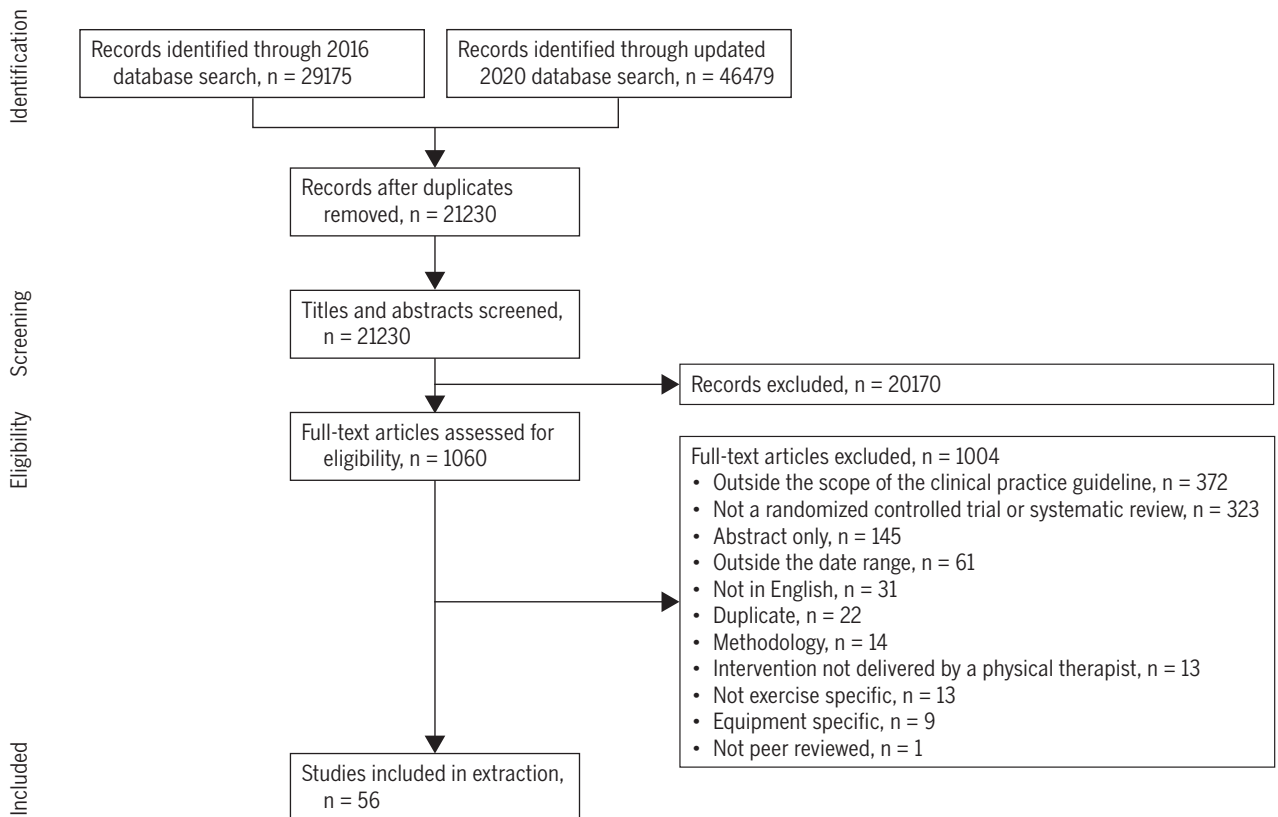 Identification
Records identified through 2016
database search, n = 29175
Records identified through updated
2020 database search, n = 46479
Records after duplicates
removed, n = 21230
Screening
Titles and abstracts screened,
n = 21230
Records excluded, n = 20170
Eligibility
Full-text articles assessed for
eligibility, n = 1060
Full-text articles excluded, n = 1004
• Outside the scope of the clinical practice guideline, n = 372
• Not a randomized controlled trial or systematic review, n = 323
• Abstract only, n = 145
• Outside the date range, n = 61
• Not in English, n = 31
• Duplicate, n = 22
• Methodology, n = 14
• Intervention not delivered by a physical therapist, n = 13
• Not exercise specific, n = 13
• Equipment specific, n = 9
• Not peer reviewed, n = 1
Included
Studies included in extraction,
n = 56